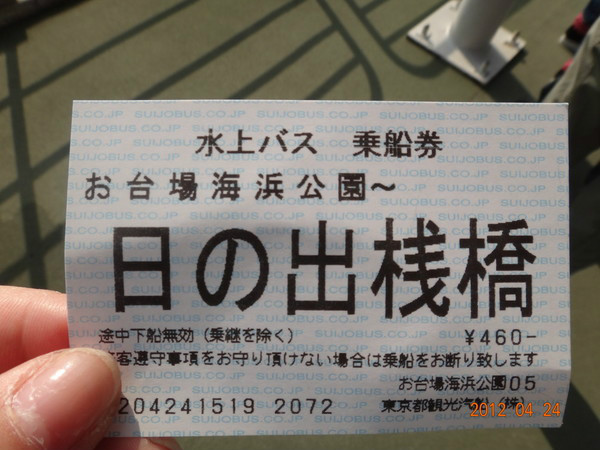 水上バス 乗船券
お台場海浜公園～
日の出桟橋
途中下船無効(乗継を除く) ¥460-
客遵守事項をお守り頂けない場合は乗船をお断り致します
お台場海浜公園05
204241519 2072 東京都観光汽船(株)
2012 04 24
SUIJOBUS.CO.JP